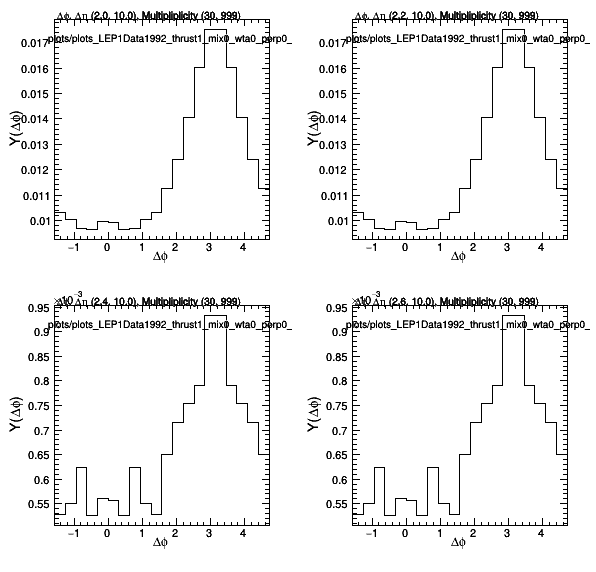 Δφ, Δη (2.0, 10.0), Multipliplicity (30, 999)
plots/plots_LEP1Data1992_thrust1_mix0_wta0_perp0_
Y(Δφ)
0.017
0.016
0.015
0.014
0.013
0.012
0.011
0.01
−1 0 1 2 3 4
Δφ
Δφ, Δη (2.2, 10.0), Multipliplicity (30, 999)
plots/plots_LEP1Data1992_thrust1_mix0_wta0_perp0_
Y(Δφ)
0.017
0.016
0.015
0.014
0.013
0.012
0.011
0.01
−1 0 1 2 3 4
Δφ
×10−3
Δφ, Δη (2.4, 10.0), Multipliplicity (30, 999)
plots/plots_LEP1Data1992_thrust1_mix0_wta0_perp0_
Y(Δφ)
0.95
0.9
0.85
0.8
0.75
0.7
0.65
0.6
0.55
−1 0 1 2 3 4
Δφ
×10−3
Δφ, Δη (2.6, 10.0), Multipliplicity (30, 999)
plots/plots_LEP1Data1992_thrust1_mix0_wta0_perp0_
Y(Δφ)
0.95
0.9
0.85
0.8
0.75
0.7
0.65
0.6
0.55
−1 0 1 2 3 4
Δφ